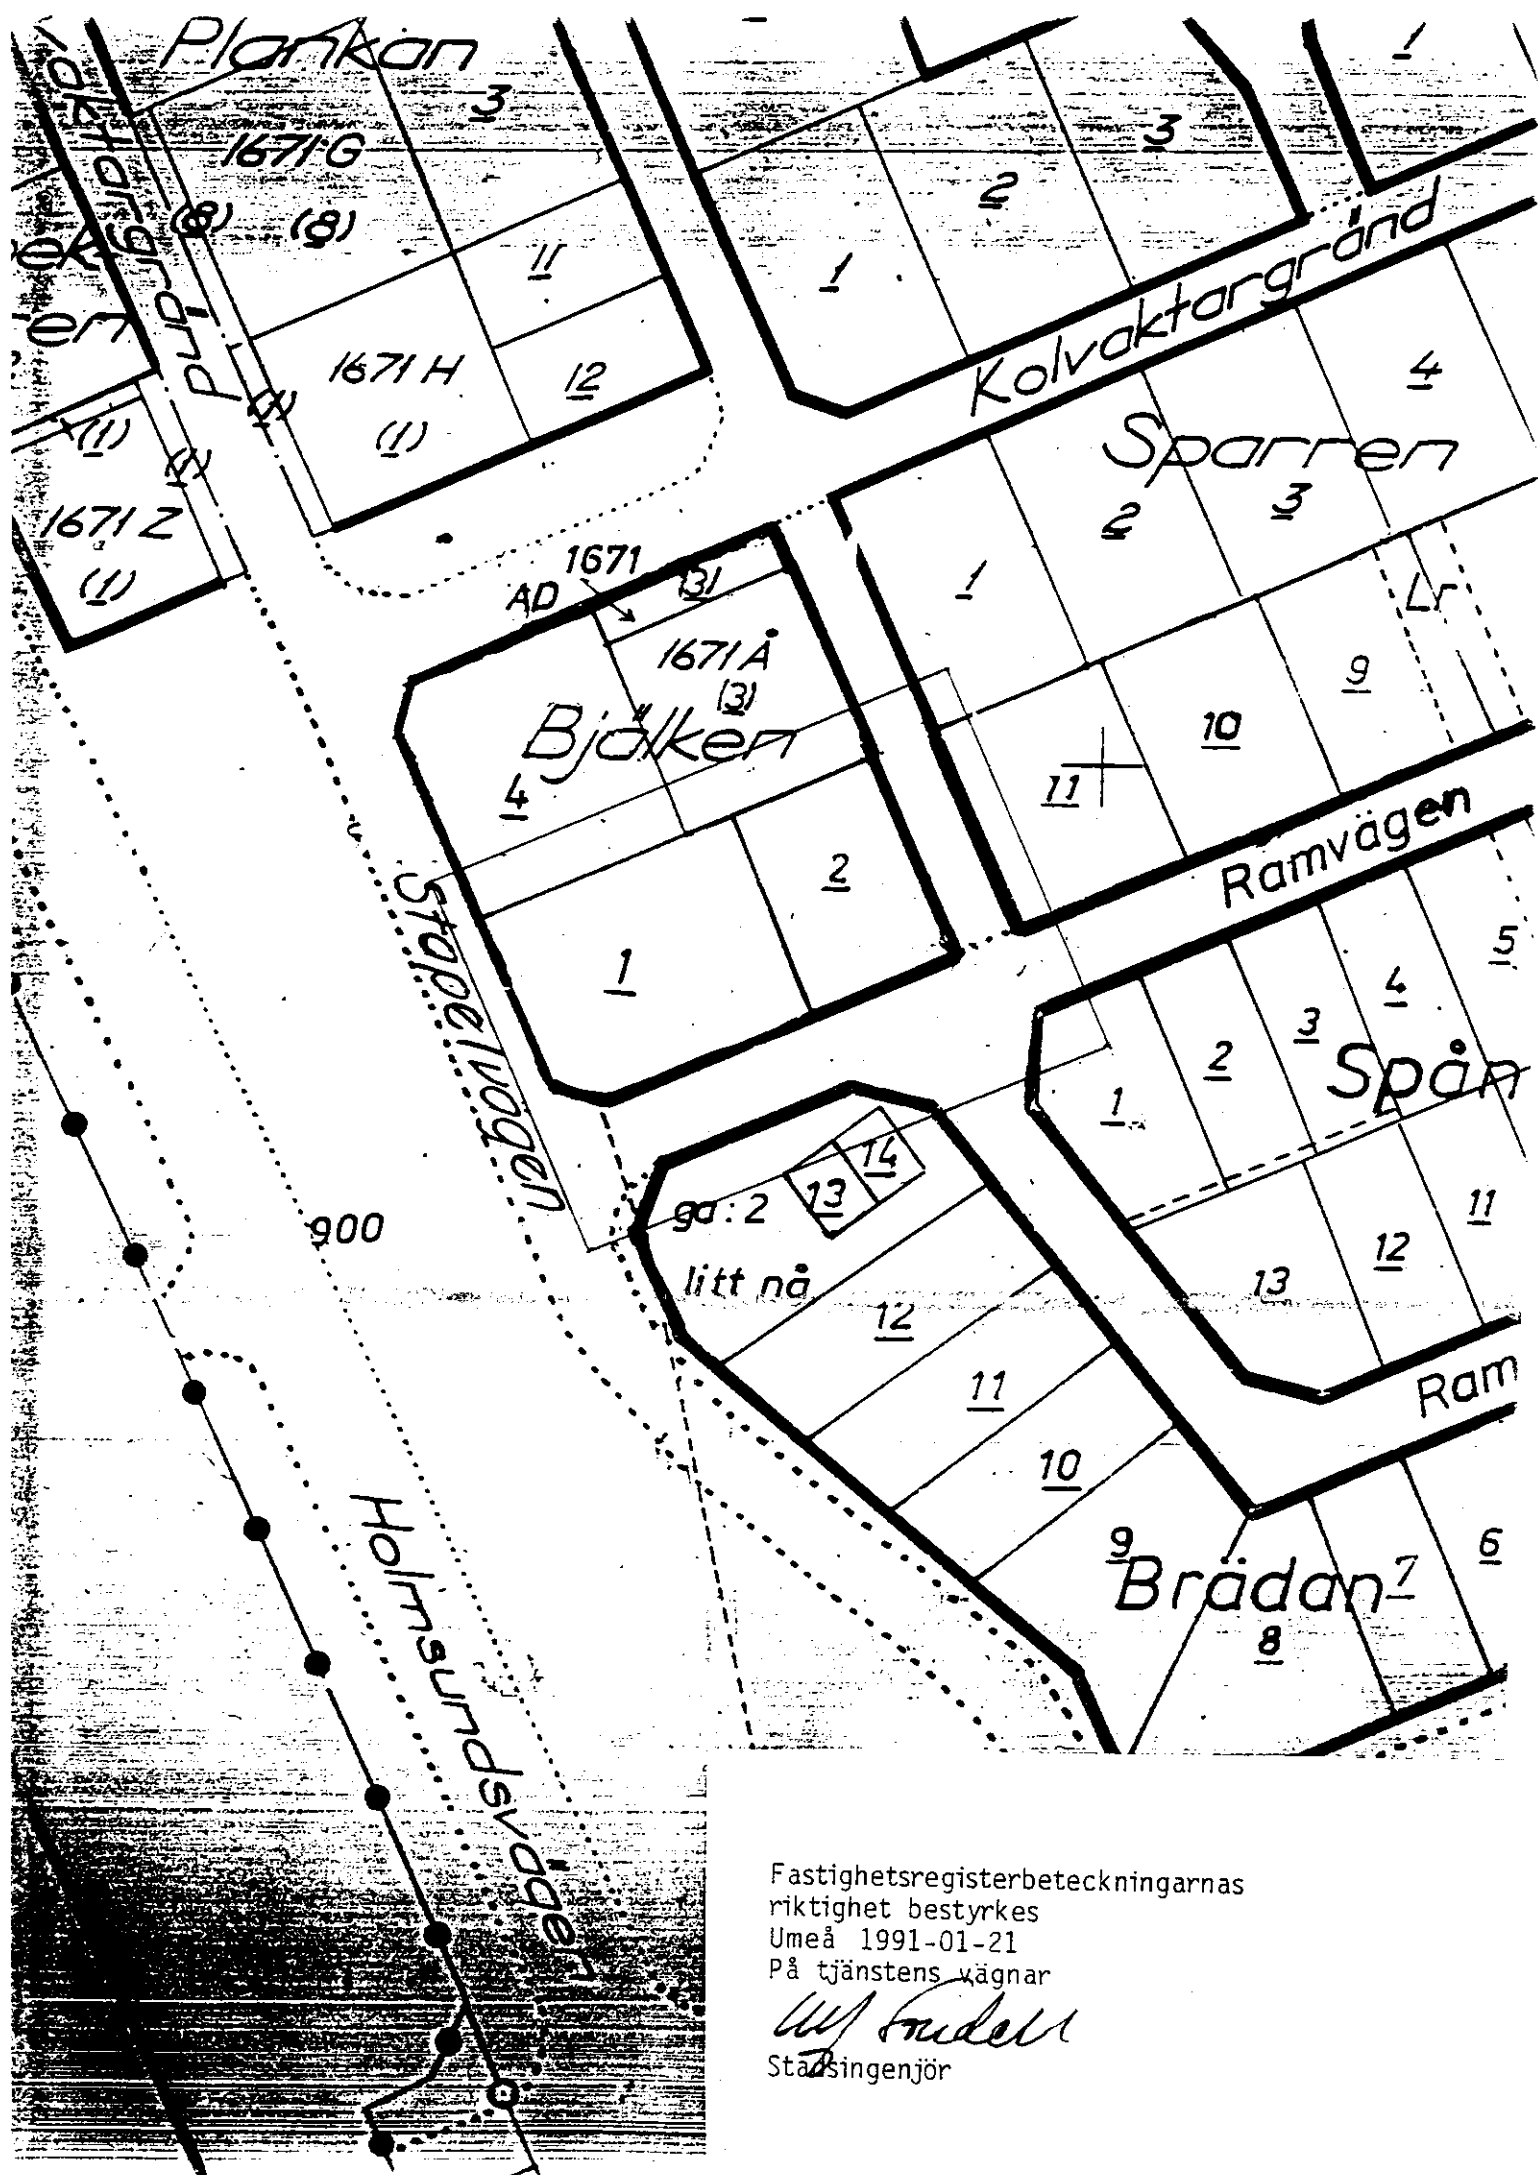 Plankan
3
1671 G
(8)
(8)
11
1671 H
12
(1)
(1)
1671 Z
(1)
1
2
3
1
Kolvaktargränd
Sparren
4
1
2
3
Lr
9
10
11
1671
AD
(3)
1671 Å
(3)
Bjälken
4
2
1
Ramvägen
Stapelvägen
1
2
3
4
5
Spån
11
12
13
14
13
ga:2
litt nå
12
11
10
9
Brädan
8
7
6
Ram
900
Holmsundsvägen
Fastighetsregisterbeteckningarnas
riktighet bestyrkes
Umeå 1991-01-21
På tjänstens vägnar
Stadsingenjör